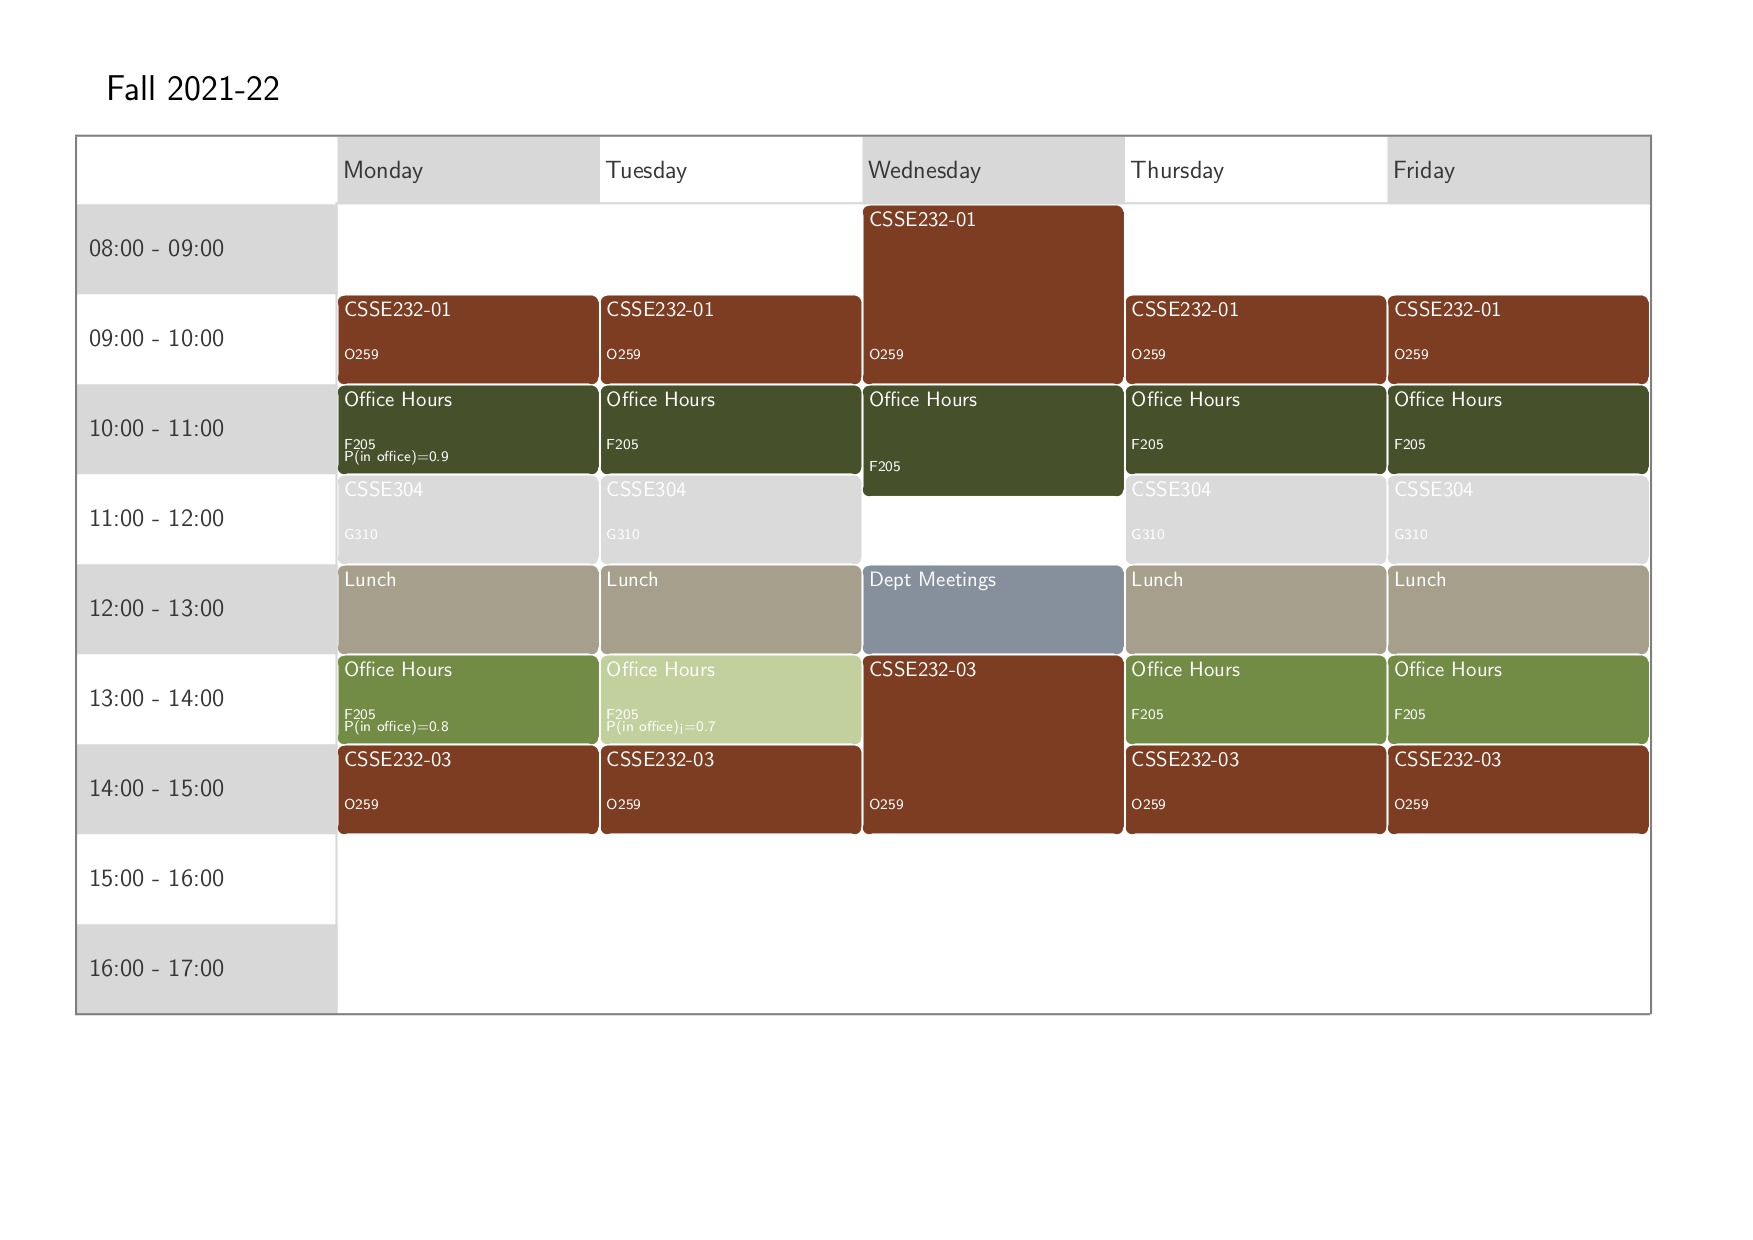 Fall 2021-22
Monday Tuesday Wednesday Thursday Friday
08:00 - 09:00
CSSE232-01
O259
09:00 - 10:00
CSSE232-01
O259
CSSE232-01
O259
CSSE232-01
O259
CSSE232-01
O259
10:00 - 11:00
Office Hours
F205
P(in office)=0.9
Office Hours
F205
Office Hours
F205
Office Hours
F205
Office Hours
F205
11:00 - 12:00
CSSE304
G310
CSSE304
G310
CSSE304
G310
CSSE304
G310
12:00 - 13:00
Lunch
Lunch
Dept Meetings
Lunch
Lunch
13:00 - 14:00
Office Hours
F205
P(in office)=0.8
Office Hours
F205
P(in office)¡=0.7
CSSE232-03
O259
Office Hours
F205
Office Hours
F205
14:00 - 15:00
CSSE232-03
O259
CSSE232-03
O259
CSSE232-03
O259
CSSE232-03
O259
15:00 - 16:00
16:00 - 17:00